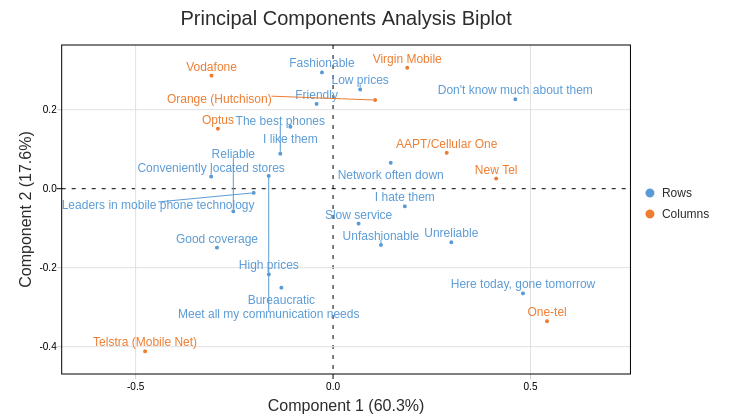 Principal Components Analysis Biplot
Fashionable
Virgin Mobile
Vodafone
Low prices
Don't know much about them
Orange (Hutchison)
Friendly
0.2
Optus
The best phones
I like them
AAPT/Cellular One
Reliable
Conveniently located stores
Network often down
New Tel
0.0
Leaders in mobile phone technology
I hate them
Slow service
Good coverage
Unfashionable
Unreliable
High prices
-0.2
Here today, gone tomorrow
Bureaucratic
Meet all my communication needs
One-tel
Telstra (Mobile Net)
-0.4
-0.5
0.0
0.5
Component 1 (60.3%)
Component 2 (17.6%)
Rows
Columns